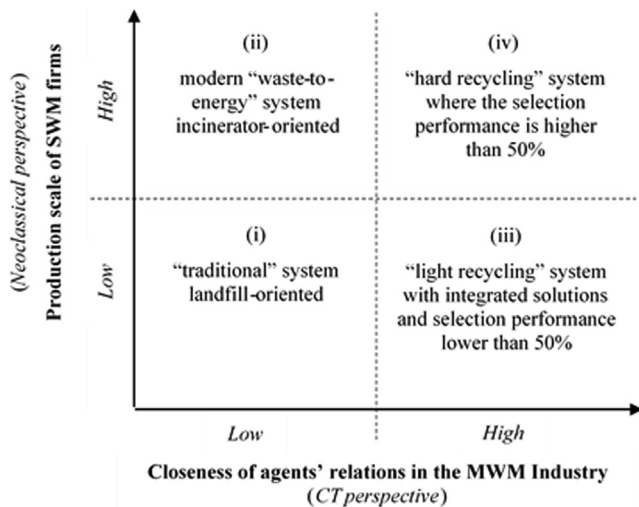 (Neoclassical perspective)
Production scale of SWM firms
High
Low
(ii)
modern “waste-to-
energy” system
incinerator-oriented
(iv)
“hard recycling” system
where the selection
performance is higher
than 50%
(i)
“traditional” system
landfill-oriented
(iii)
“light recycling” system
with integrated solutions
and selection performance
lower than 50%
Low
High
Closeness of agents’ relations in the MWM Industry
(CT perspective)